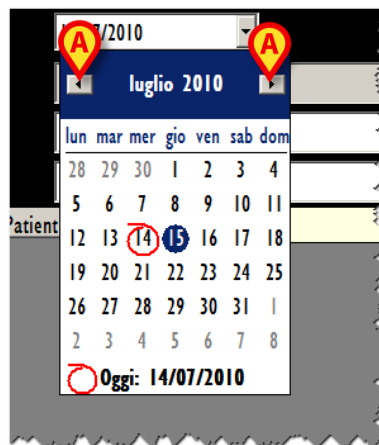 A A
7/2010
luglio 2010
lun mar mer gio ven sab dom
28 29 30 1 2 3 4
5 6 7 8 9 10 11
Patient
12 13 14 15 16 17 18
19 20 21 22 23 24 25
26 27 28 29 30 31 1
2 3 4 5 6 7 8
Oggi: 14/07/2010